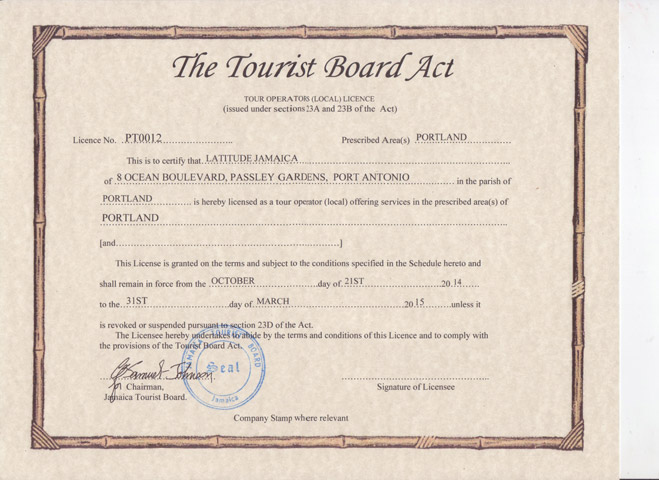 The Tourist Board Act
TOUR OPERATORS (LOCAL) LICENCE
(issued under sections 23A and 23B of the Act)
Licence No. PT0012 Prescribed Area(s) PORTLAND
This is to certify that LATITUDE JAMAICA
of 8 OCEAN BOULEVARD, PASSLEY GARDENS, PORT ANTONIO in the parish of
PORTLAND is hereby licensed as a tour operator (local) offering services in the prescribed area(s) of
PORTLAND
[and........................................]
This License is granted on the terms and subject to the conditions specified in the Schedule hereto and
shall remain in force from the OCTOBER day of 21ST 20 14
to the 31ST day of MARCH 20 15 unless it
is revoked or suspended pursuant to section 23D of the Act.
The Licensee hereby undertakes to abide by the terms and conditions of this Licence and to comply with
the provisions of the Tourist Board Act.
JAMAICA TOURIST BOARD
Seal
Jamaica
Samuel Johnson
Chairman,
Jamaica Tourist Board.
Signature of Licensee
Company Stamp where relevant